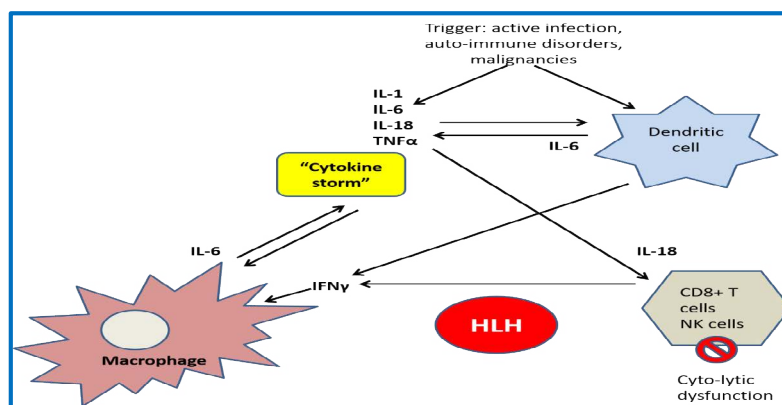 Trigger: active infection,
auto-immune disorders,
malignancies
IL-1
IL-6
IL-18
TNFα
IL-6
Dendritic
cell
"Cytokine
storm"
IL-6
IL-18
IFNγ
CD8+ T
cells
NK cells
HLH
Macrophage
Cyto-lytic
dysfunction